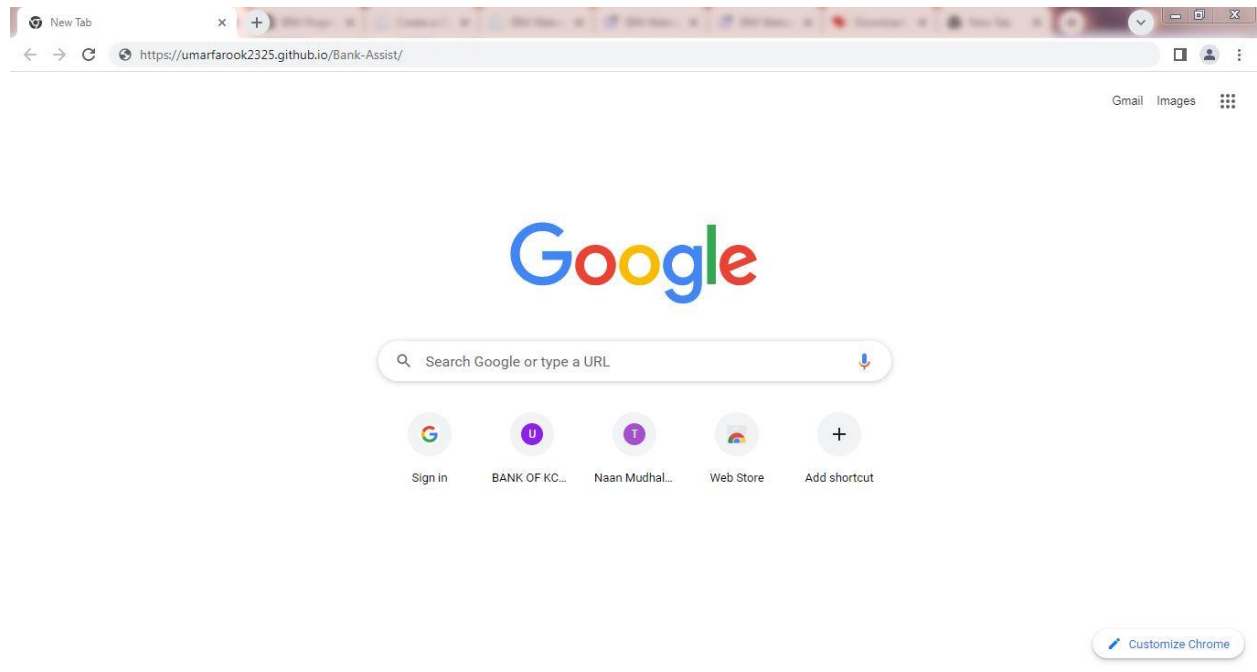 New Tab
https://umarfarook2325.github.io/Bank-Assist/
Gmail Images
Google
Search Google or type a URL
G U T
Sign in BANK OF KC... Naan Mudhal... Web Store Add shortcut
Customize Chrome